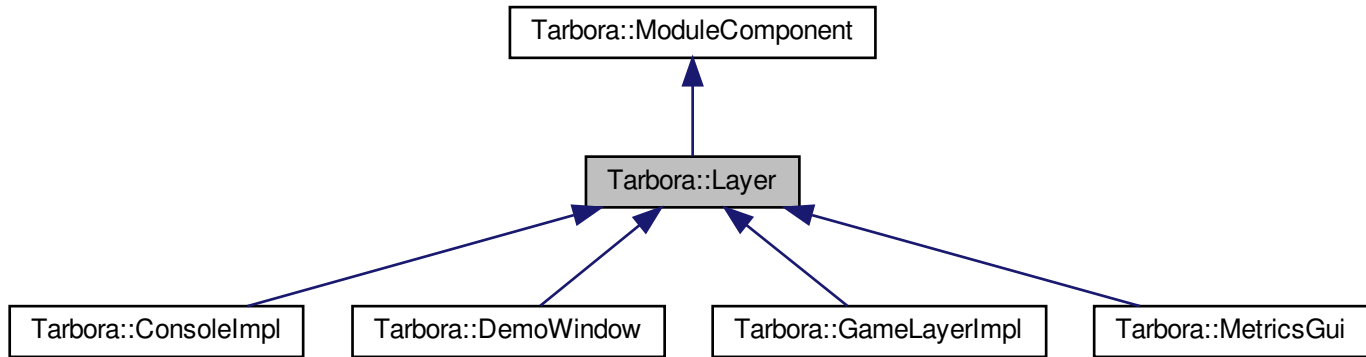 Tarbora::ModuleComponent
Tarbora::Layer
Tarbora::ConsoleImpl
Tarbora::DemoWindow
Tarbora::GameLayerImpl
Tarbora::MetricsGui